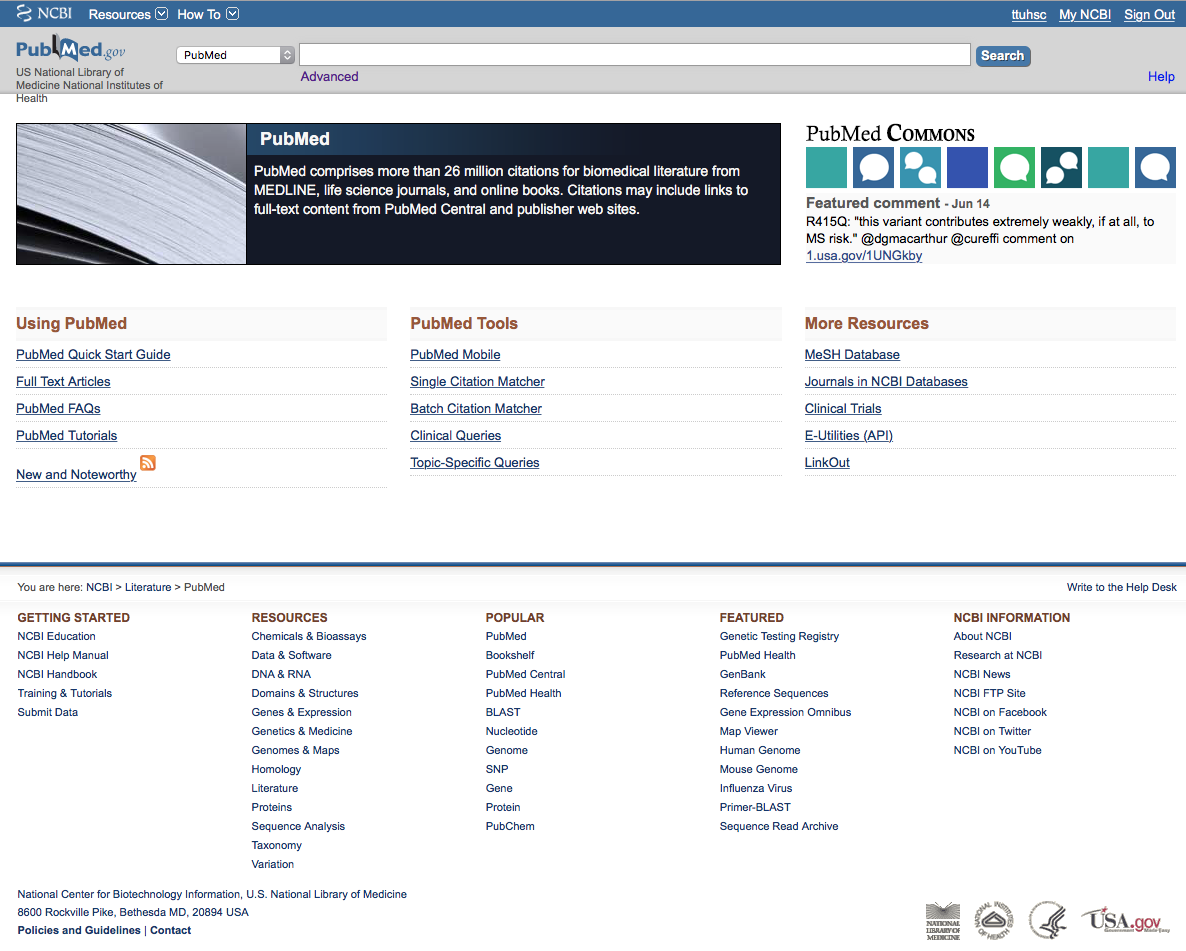 NCBI Resources How To ttuhsc My NCBI Sign Out
PubMed.gov
US National Library of
Medicine National Institutes of
Health
PubMed
Search
Advanced
Help
PubMed
PubMed comprises more than 26 million citations for biomedical literature from
MEDLINE, life science journals, and online books. Citations may include links to
full-text content from PubMed Central and publisher web sites.
PubMed COMMONS
Featured comment - Jun 14
R415Q: "this variant contributes extremely weakly, if at all, to
MS risk." @dgmacarthur @cureffi comment on
1.usa.gov/1UNGkby
Using PubMed
PubMed Quick Start Guide
Full Text Articles
PubMed FAQs
PubMed Tutorials
New and Noteworthy
PubMed Tools
PubMed Mobile
Single Citation Matcher
Batch Citation Matcher
Clinical Queries
Topic-Specific Queries
More Resources
MeSH Database
Journals in NCBI Databases
Clinical Trials
E-Utilities (API)
LinkOut
You are here: NCBI > Literature > PubMed
Write to the Help Desk
GETTING STARTED
NCBI Education
NCBI Help Manual
NCBI Handbook
Training & Tutorials
Submit Data
RESOURCES
Chemicals & Bioassays
Data & Software
DNA & RNA
Domains & Structures
Genes & Expression
Genetics & Medicine
Genomes & Maps
Homology
Literature
Proteins
Sequence Analysis
Taxonomy
Variation
POPULAR
PubMed
Bookshelf
PubMed Central
PubMed Health
BLAST
Nucleotide
Genome
SNP
Gene
Protein
PubChem
FEATURED
Genetic Testing Registry
PubMed Health
GenBank
Reference Sequences
Gene Expression Omnibus
Map Viewer
Human Genome
Mouse Genome
Influenza Virus
Primer-BLAST
Sequence Read Archive
NCBI INFORMATION
About NCBI
Research at NCBI
NCBI News
NCBI FTP Site
NCBI on Facebook
NCBI on Twitter
NCBI on YouTube
National Center for Biotechnology Information, U.S. National Library of Medicine
8600 Rockville Pike, Bethesda MD, 20894 USA
Policies and Guidelines | Contact
NATIONAL
LIBRARY OF
MEDICINE
NATIONAL INSTITUTES OF HEALTH
USA.gov
Government Made Easy